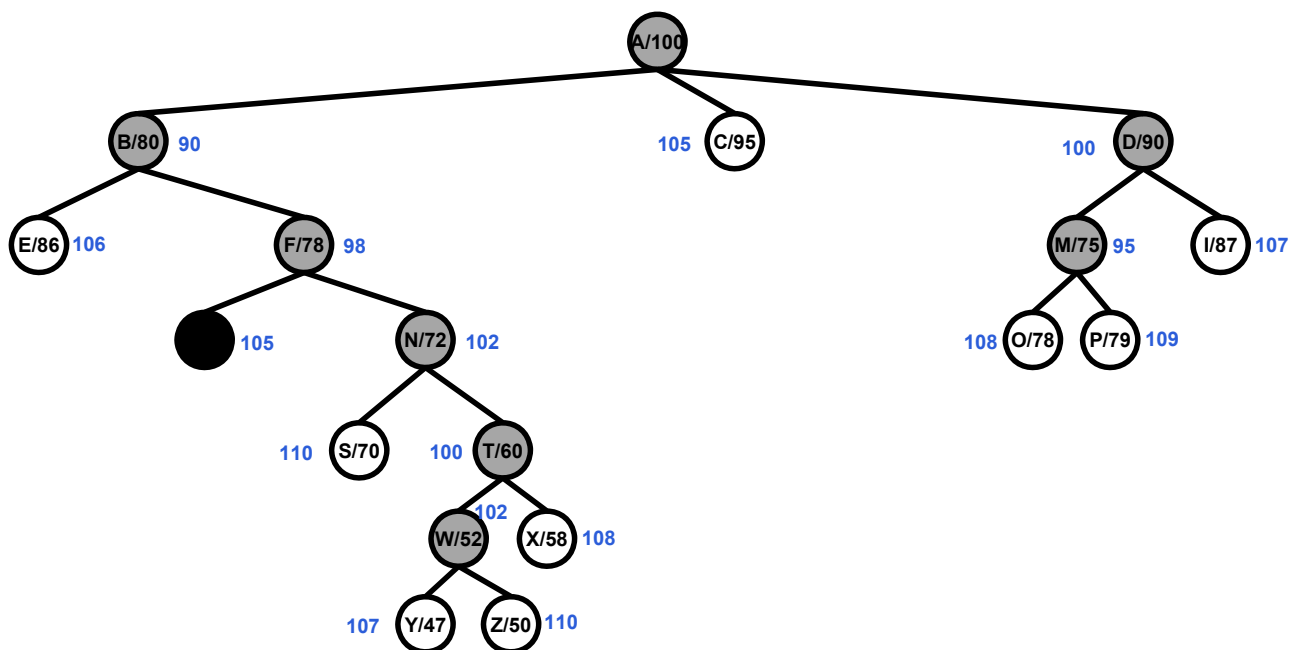 A/100
B/80
90
105
C/95
100
D/90
E/86
106
F/78
98
M/75
95
I/87
107
105
N/72
102
108
O/78
P/79
109
110
S/70
100
T/60
102
W/52
X/58
108
107
Y/47
Z/50
110